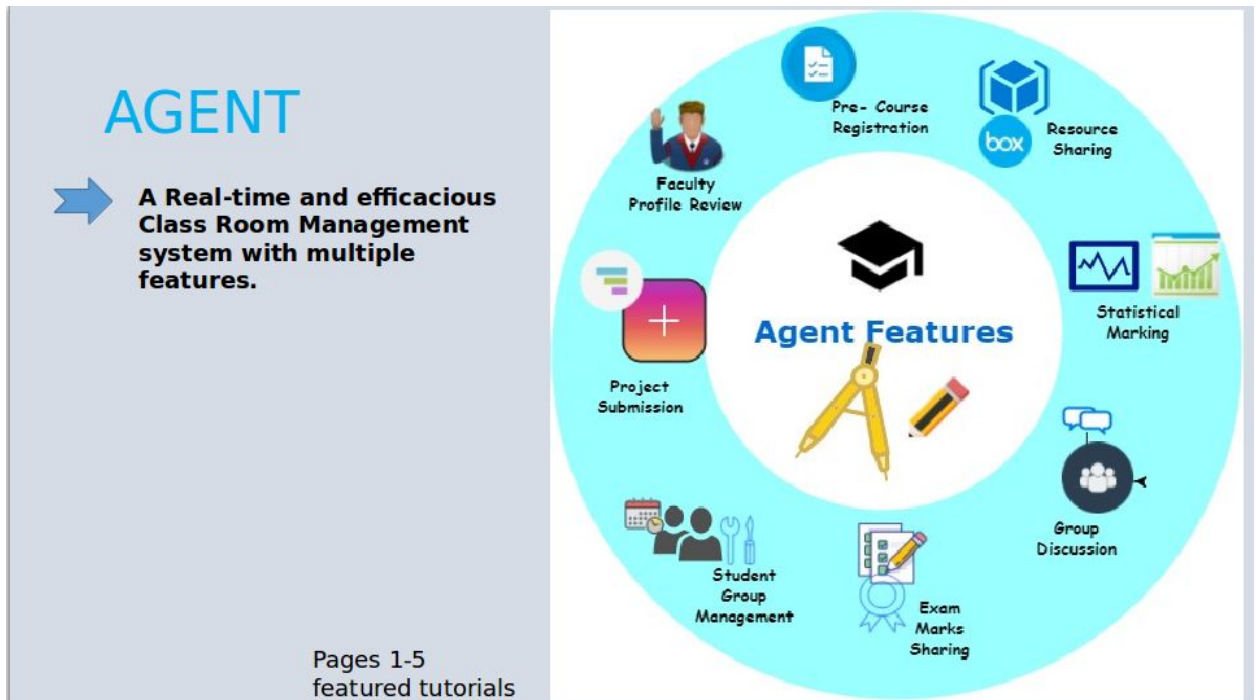 AGENT
A Real-time and efficacious
Class Room Management
system with multiple
features.
Pages 1-5
featured tutorials
Pre- Course
Registration
box
Resource
Sharing
Faculty
Profile Review
Agent Features
Statistical
Marking
Project
Submission
Group
Discussion
Student
Group
Management
Exam
Marks
Sharing